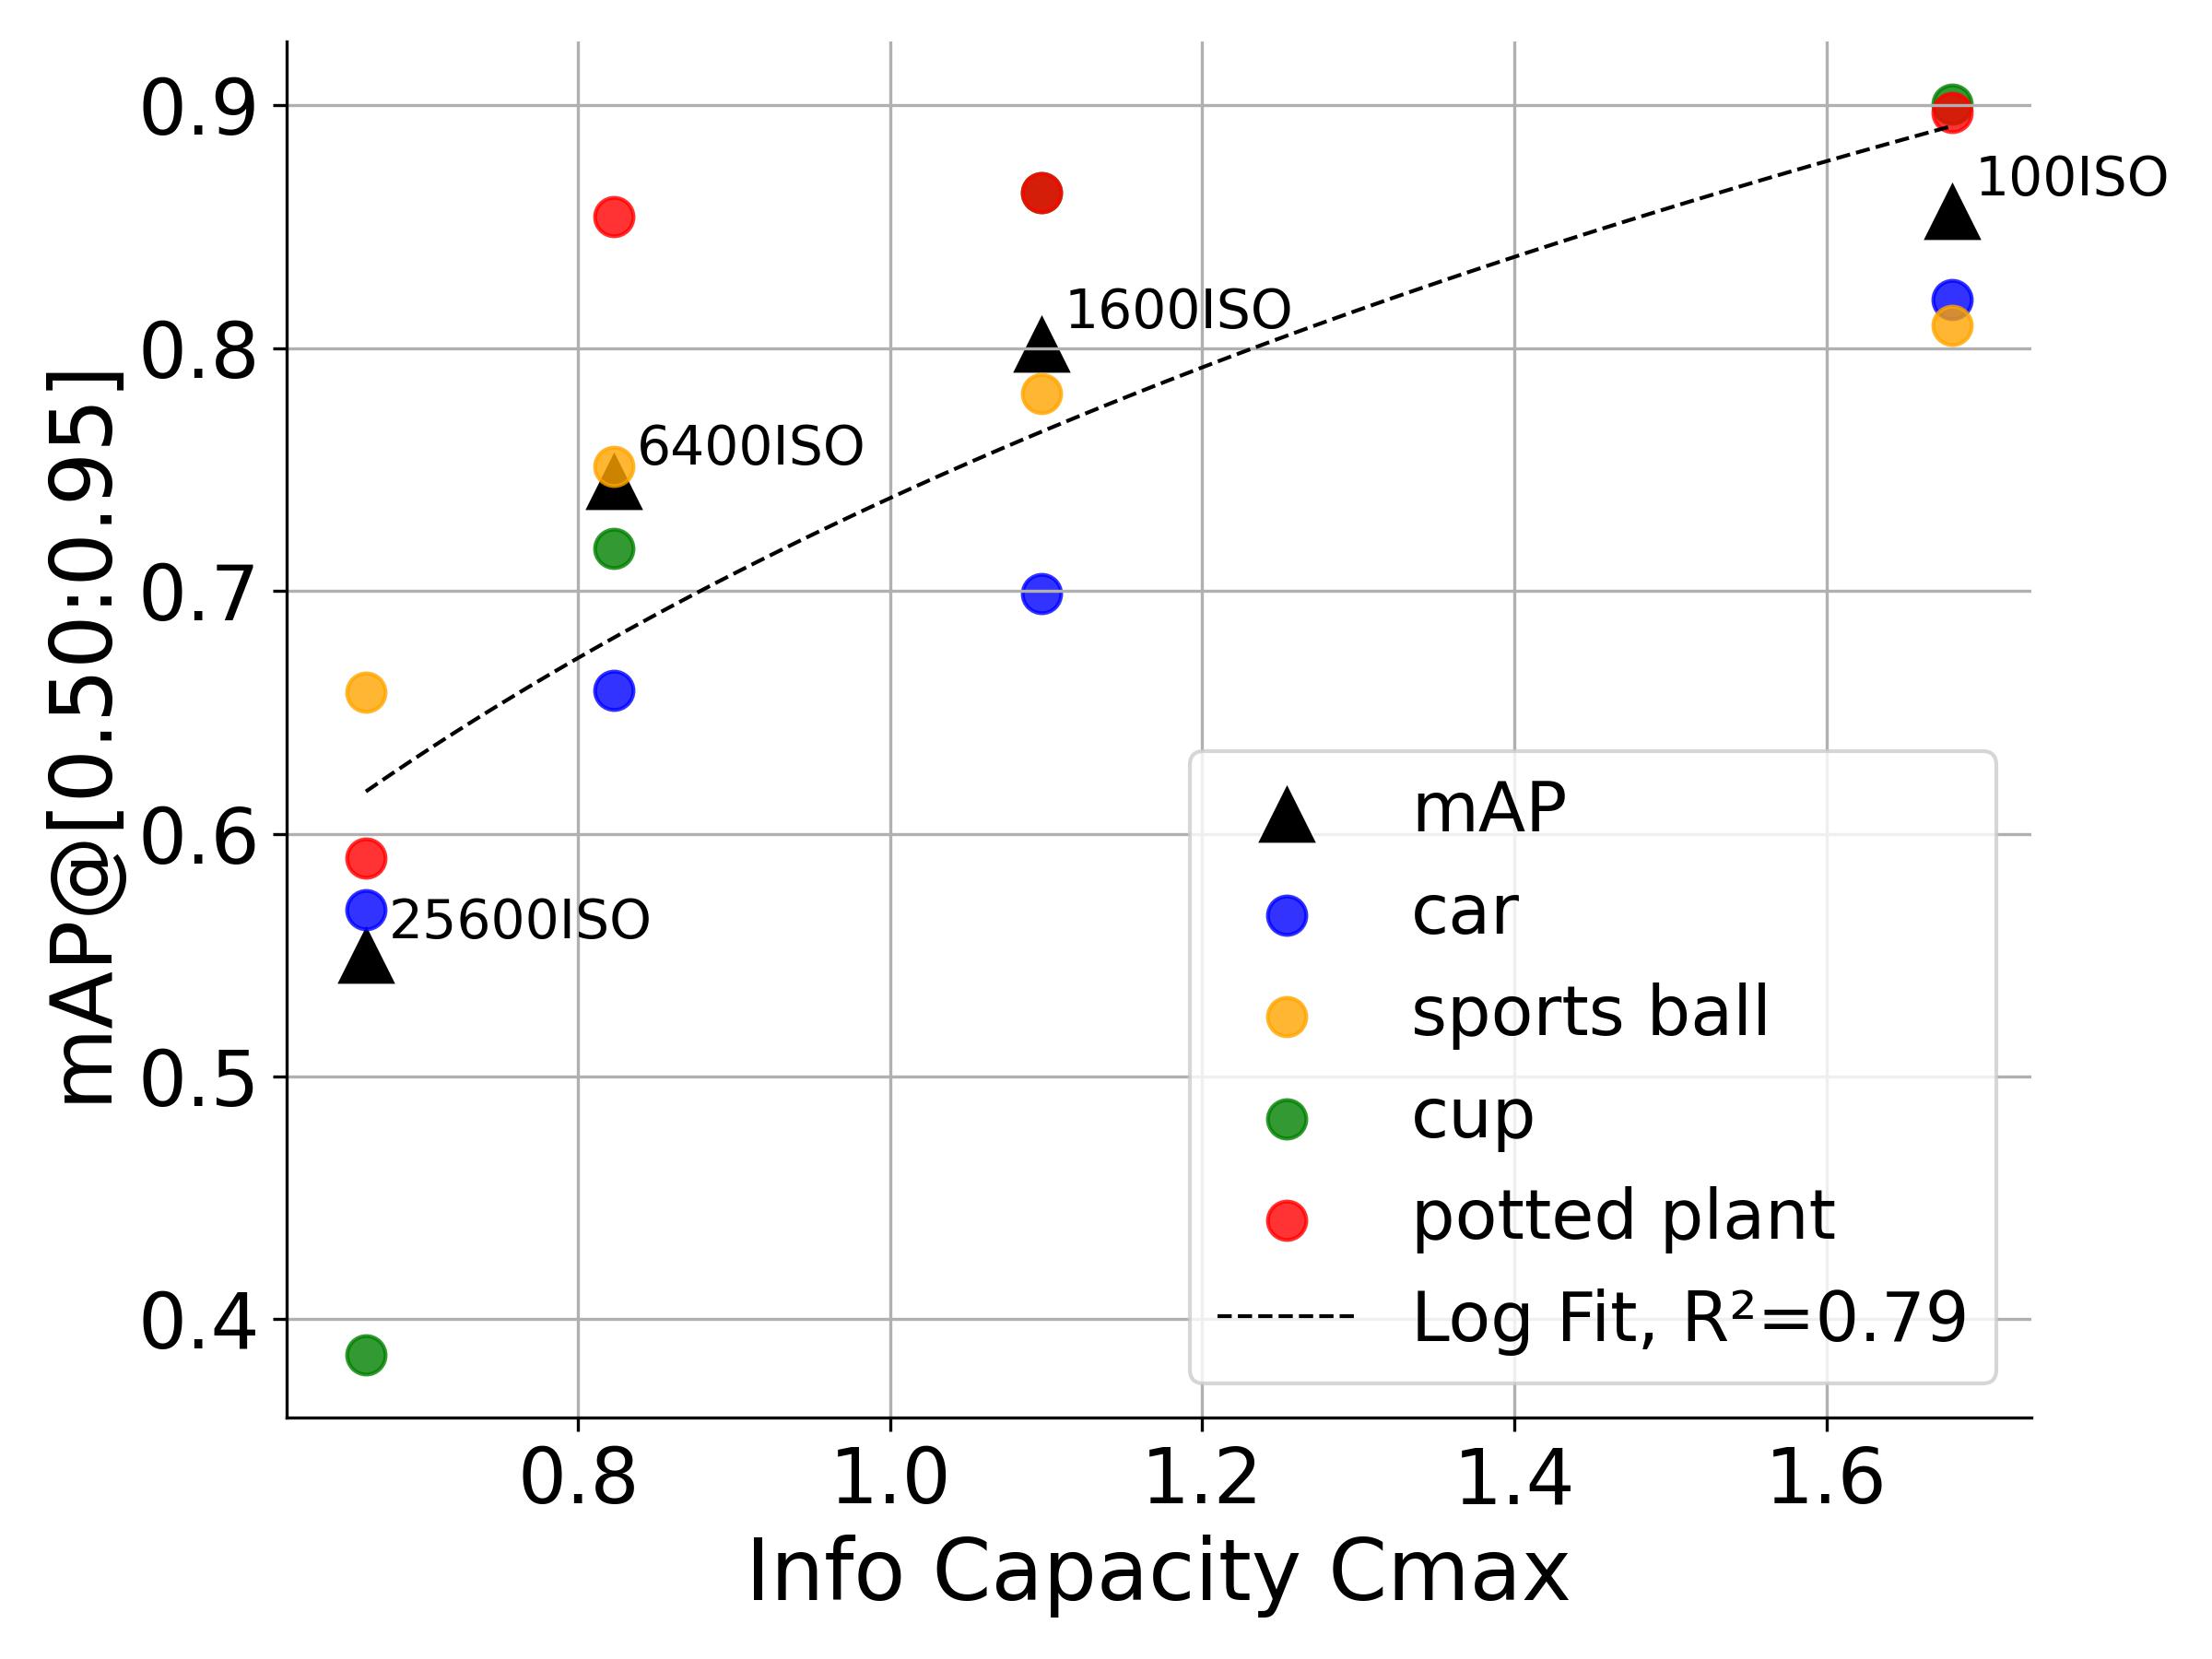 0.9
0.8
0.7
0.6
0.5
0.4
mAP@[0.50:0.95]
100ISO
1600ISO
6400ISO
25600ISO
mAP
car
sports ball
cup
potted plant
Log Fit, R²=0.79
0.8
1.0
1.2
1.4
1.6
Info Capacity Cmax